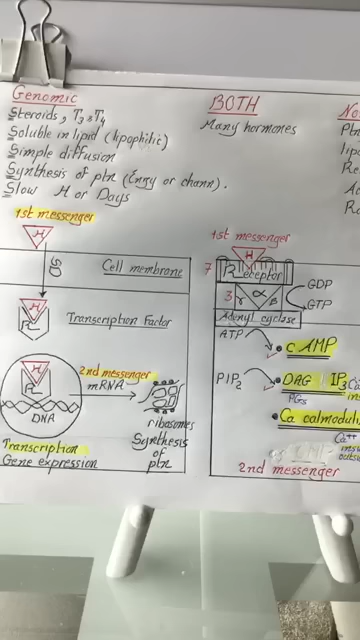 Genomic
Steroids, T3 & T4
Soluble in lipid (lipophilic)
Simple diffusion
Synthesis of ptn (Enzy or chann).
Slow H or Days
1st messenger
H
SD
Cell membrane
H
R
Transcription Factor
H
R
DNA
2nd messenger
mRNA
ribosomes
Synthesis
of
ptn
Transcription
Gene expression
BOTH
Many hormones
1st messenger
H
7
Receptor
3
γ α β
GDP
GTP
Adenyl cyclase
ATP
• cAMP
PIP2
• DAG IP3
PGs
• Ca calmoduli
Ca++
2nd messenger